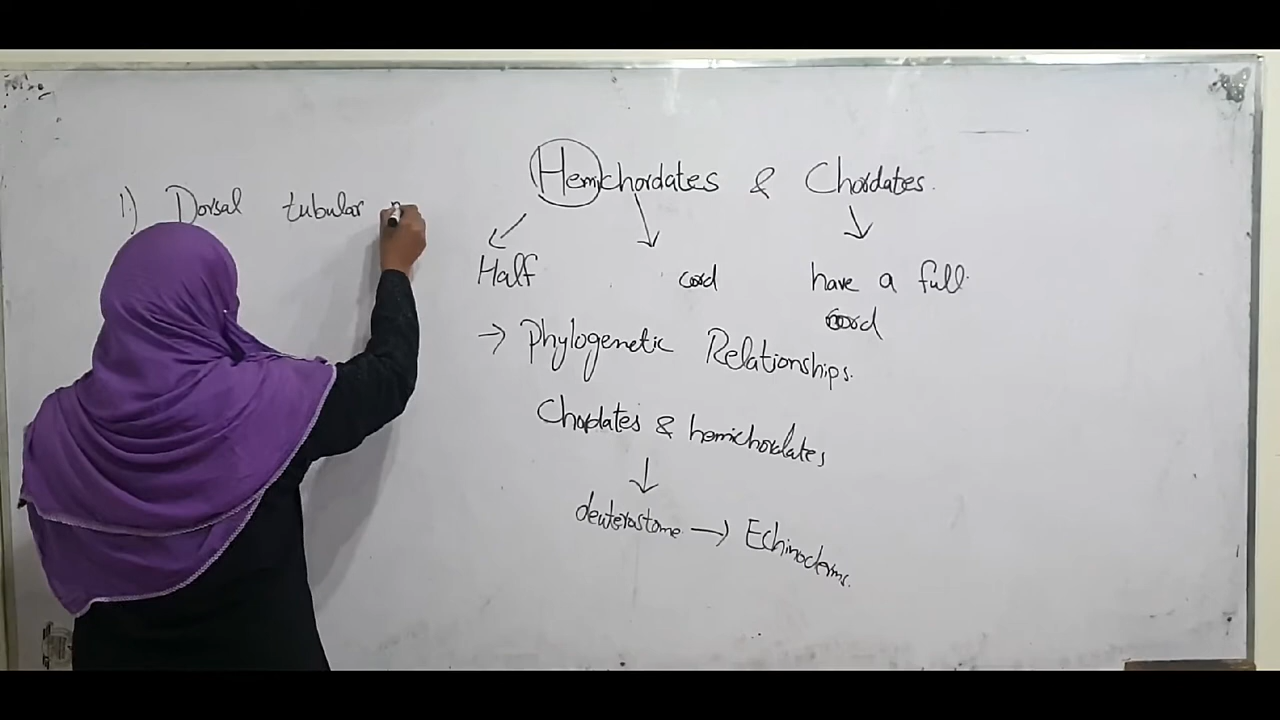 1.) Dorsal tubular n
Hemichordates & Chordates.
Half cord have a full
cord
→ Phylogenetic Relationships.
Chordates & hemichordates
deuterostome → Echinoderms.